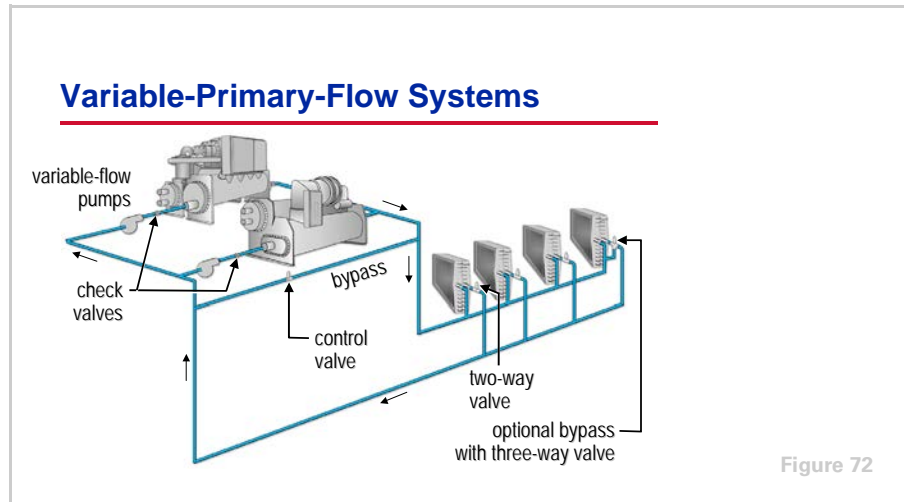 Variable-Primary-Flow Systems
variable-flow
pumps
check
valves
bypass
control
valve
two-way
valve
optional bypass
with three-way valve
Figure 72